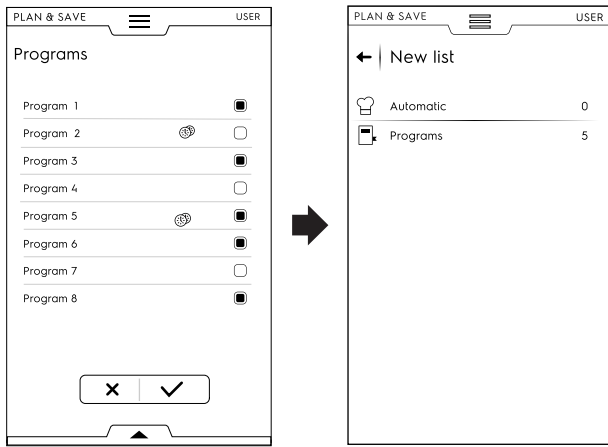 PLAN & SAVE USER
Programs
Program 1
Program 2
Program 3
Program 4
Program 5
Program 6
Program 7
Program 8
PLAN & SAVE USER
New list
Automatic 0
Programs 5